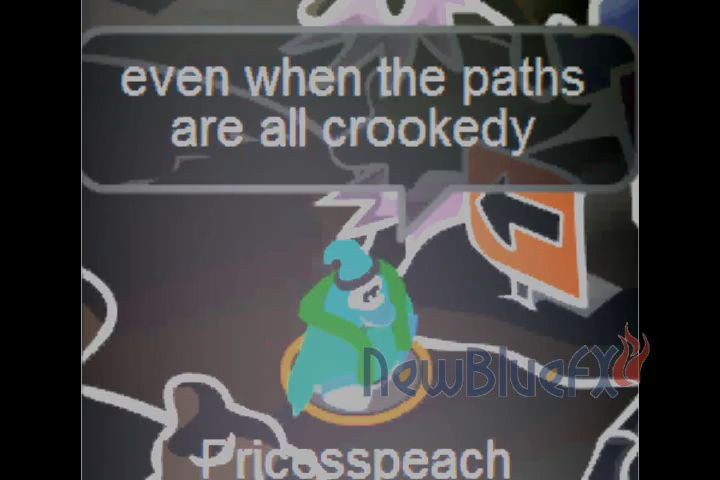 even when the paths
are all crookedy
NewBlueFX
Pricesspeach